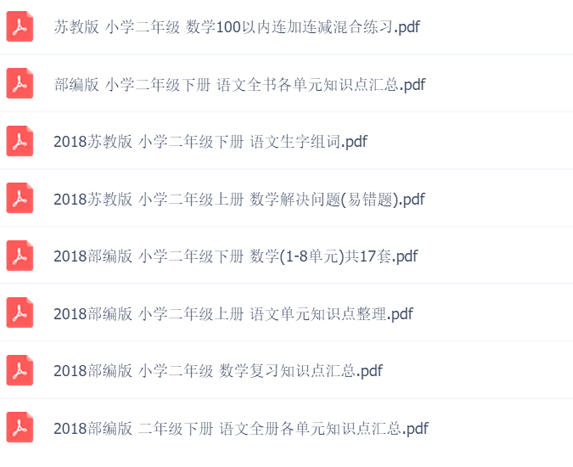 苏教版 小学二年级 数学100以内连加连减混合练习.pdf
部编版 小学二年级下册 语文全书各单元知识点汇总.pdf
2018苏教版 小学二年级下册 语文生字组词.pdf
2018苏教版 小学二年级上册 数学解决问题(易错题).pdf
2018部编版 小学二年级下册 数学(1-8单元)共17套.pdf
2018部编版 小学二年级上册 语文单元知识点整理.pdf
2018部编版 小学二年级 数学复习知识点汇总.pdf
2018部编版 二年级下册 语文全册各单元知识点汇总.pdf